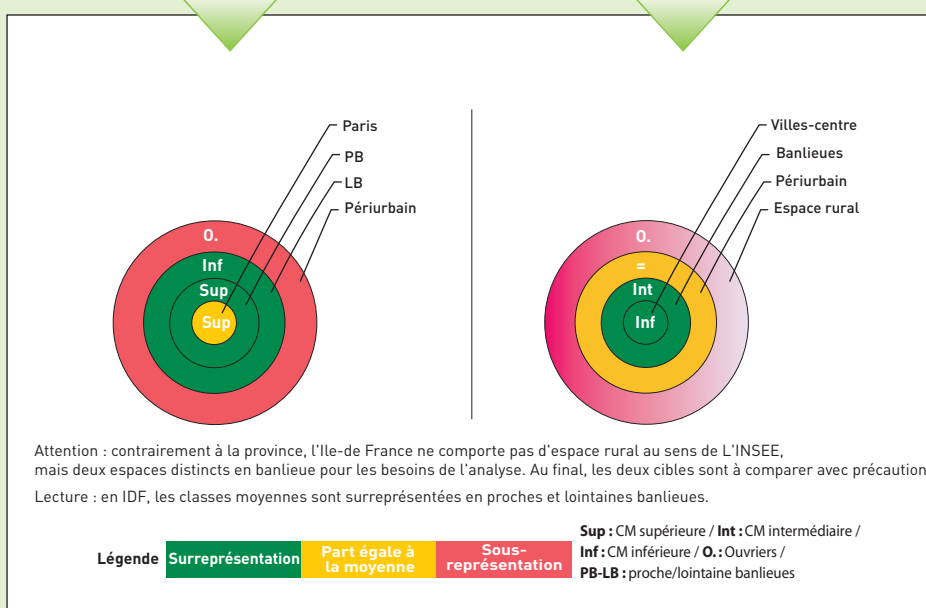 Paris
PB
LB
Périurbain
O.
Inf
Sup
Sup
Villes-centre
Banlieues
Périurbain
Espace rural
O.
=
Int
Inf
Attention : contrairement à la province, l'Ile-de France ne comporte pas d'espace rural au sens de L'INSEE,
mais deux espaces distincts en banlieue pour les besoins de l'analyse. Au final, les deux cibles sont à comparer avec précaution
Lecture : en IDF, les classes moyennes sont surreprésentées en proches et lointaines banlieues.
Légende
Surreprésentation
Part égale à
la moyenne
Sous-
représentation
Sup : CM supérieure / Int : CM intermédiaire /
Inf : CM inférieure / O. : Ouvriers /
PB-LB : proche/lointaine banlieues